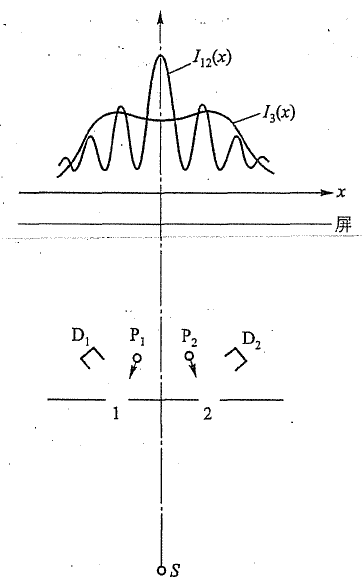 I₁₂(x)
I₃(x)
x
屏
D₁ P₁ P₂ D₂
1 2
S